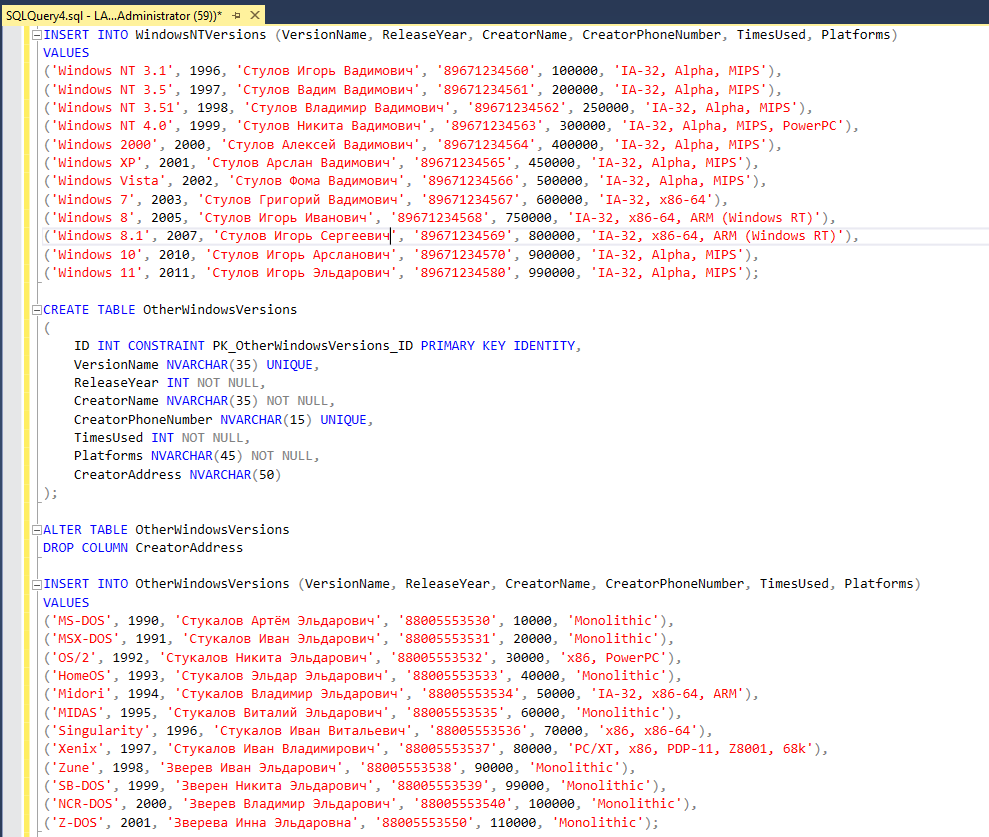 SQLQuery4.sql - LA...Administrator (59))*
INSERT INTO WindowsNTVersions (VersionName, ReleaseYear, CreatorName, CreatorPhoneNumber, TimesUsed, Platforms)
VALUES
('Windows NT 3.1', 1996, 'Стулов Игорь Вадимович', '89671234560', 100000, 'IA-32, Alpha, MIPS'),
('Windows NT 3.5', 1997, 'Стулов Вадим Вадимович', '89671234561', 200000, 'IA-32, Alpha, MIPS'),
('Windows NT 3.51', 1998, 'Стулов Владимир Вадимович', '89671234562', 250000, 'IA-32, Alpha, MIPS'),
('Windows NT 4.0', 1999, 'Стулов Никита Вадимович', '89671234563', 300000, 'IA-32, Alpha, MIPS, PowerPC'),
('Windows 2000', 2000, 'Стулов Алексей Вадимович', '89671234564', 400000, 'IA-32, Alpha, MIPS'),
('Windows XP', 2001, 'Стулов Арслан Вадимович', '89671234565', 450000, 'IA-32, Alpha, MIPS'),
('Windows Vista', 2002, 'Стулов Фома Вадимович', '89671234566', 500000, 'IA-32, Alpha, MIPS'),
('Windows 7', 2003, 'Стулов Григорий Вадимович', '89671234567', 600000, 'IA-32, x86-64'),
('Windows 8', 2005, 'Стулов Игорь Иванович', '89671234568', 750000, 'IA-32, x86-64, ARM (Windows RT)'),
('Windows 8.1', 2007, 'Стулов Игорь Сергеевич', '89671234569', 800000, 'IA-32, x86-64, ARM (Windows RT)'),
('Windows 10', 2010, 'Стулов Игорь Арсланович', '89671234570', 900000, 'IA-32, Alpha, MIPS'),
('Windows 11', 2011, 'Стулов Игорь Эльдарович', '89671234580', 990000, 'IA-32, Alpha, MIPS');
CREATE TABLE OtherWindowsVersions
(
ID INT CONSTRAINT PK_OtherWindowsVersions_ID PRIMARY KEY IDENTITY,
VersionName NVARCHAR(35) UNIQUE,
ReleaseYear INT NOT NULL,
CreatorName NVARCHAR(35) NOT NULL,
CreatorPhoneNumber NVARCHAR(15) UNIQUE,
TimesUsed INT NOT NULL,
Platforms NVARCHAR(45) NOT NULL,
CreatorAddress NVARCHAR(50)
);
ALTER TABLE OtherWindowsVersions
DROP COLUMN CreatorAddress
INSERT INTO OtherWindowsVersions (VersionName, ReleaseYear, CreatorName, CreatorPhoneNumber, TimesUsed, Platforms)
VALUES
('MS-DOS', 1990, 'Стукалов Артём Эльдарович', '88005553530', 10000, 'Monolithic'),
('MSX-DOS', 1991, 'Стукалов Иван Эльдарович', '88005553531', 20000, 'Monolithic'),
('OS/2', 1992, 'Стукалов Никита Эльдарович', '88005553532', 30000, 'x86, PowerPC'),
('HomeOS', 1993, 'Стукалов Эльдар Эльдарович', '88005553533', 40000, 'Monolithic'),
('Midori', 1994, 'Стукалов Владимир Эльдарович', '88005553534', 50000, 'IA-32, x86-64, ARM'),
('MIDAS', 1995, 'Стукалов Виталий Эльдарович', '88005553535', 60000, 'Monolithic'),
('Singularity', 1996, 'Стукалов Иван Витальевич', '88005553536', 70000, 'x86, x86-64'),
('Xenix', 1997, 'Стукалов Иван Владимирович', '88005553537', 80000, 'PC/XT, x86, PDP-11, Z8001, 68k'),
('Zune', 1998, 'Зверев Иван Эльдарович', '88005553538', 90000, 'Monolithic'),
('SB-DOS', 1999, 'Зверен Никита Эльдарович', '88005553539', 99000, 'Monolithic'),
('NCR-DOS', 2000, 'Зверев Владимир Эльдарович', '88005553540', 100000, 'Monolithic'),
('Z-DOS', 2001, 'Зверева Инна Эльдаровна', '88005553550', 110000, 'Monolithic');